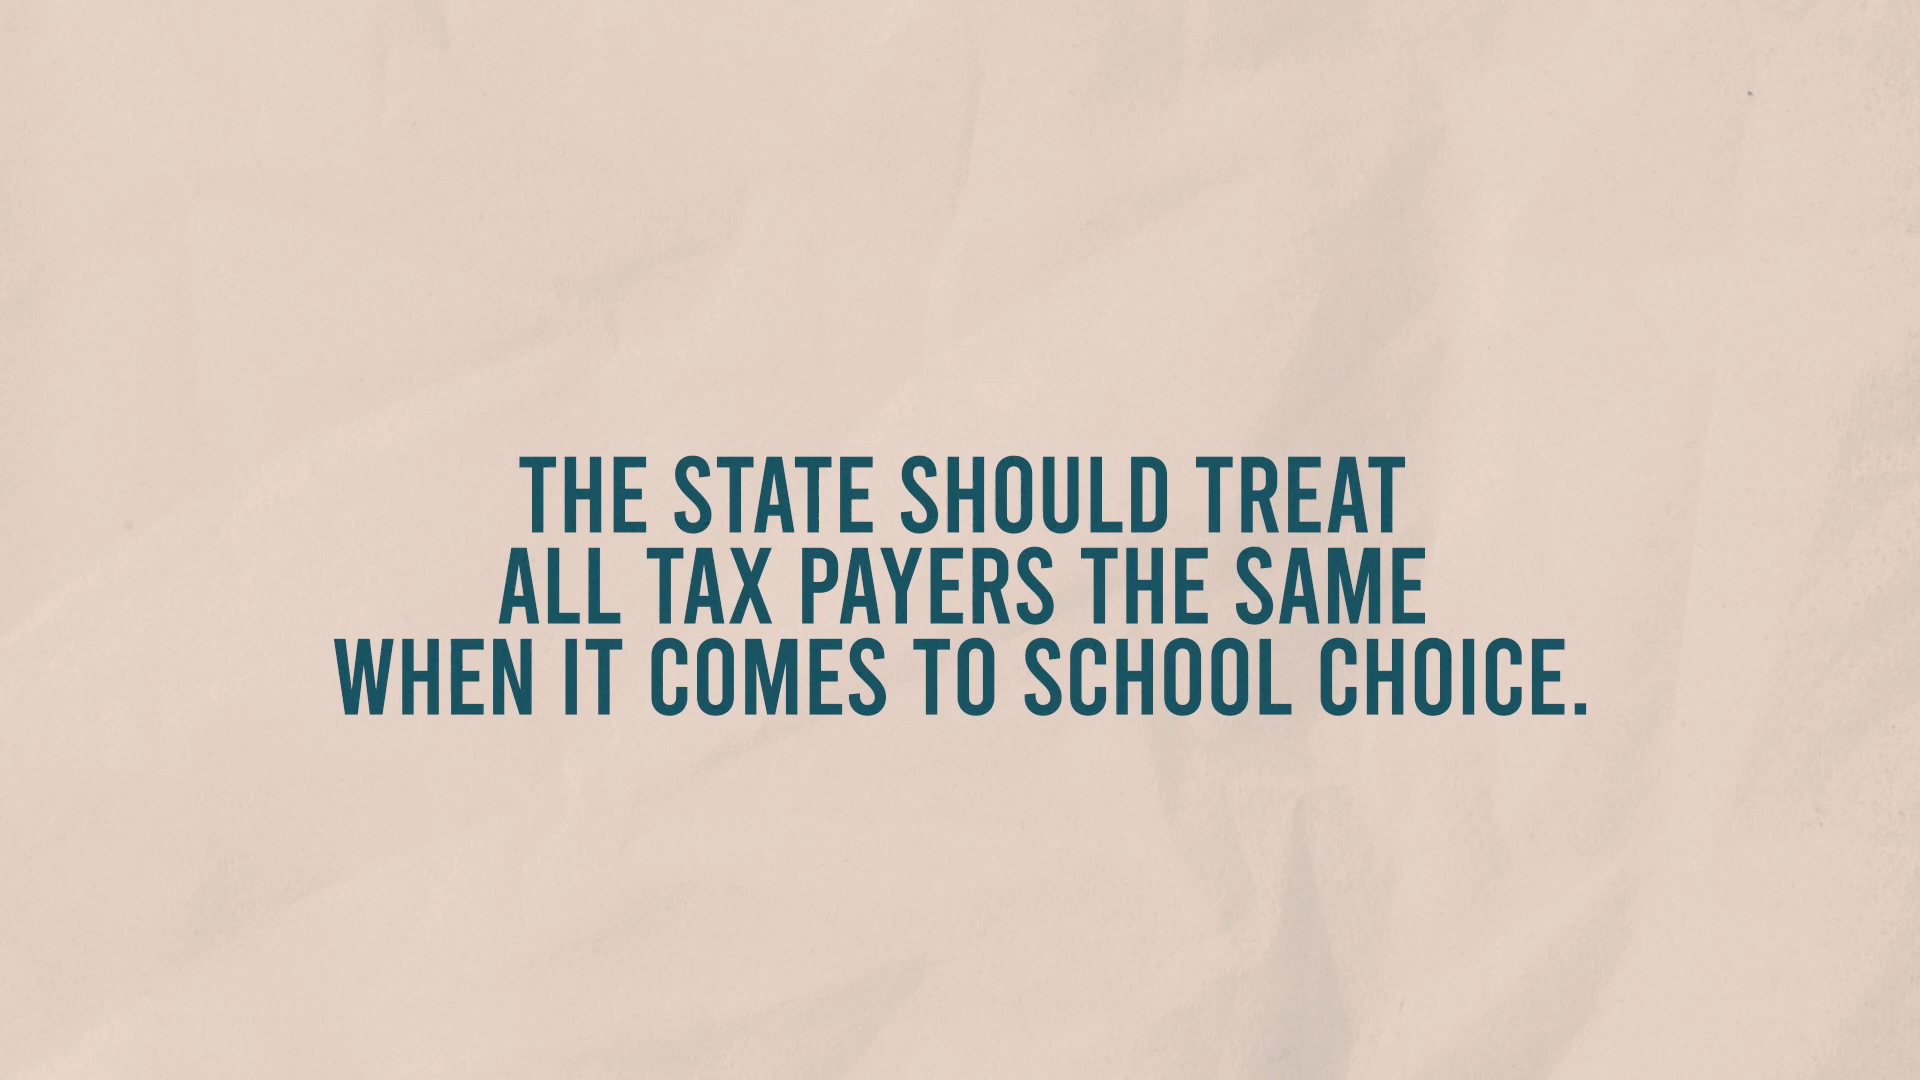 THE STATE SHOULD TREAT
ALL TAX PAYERS THE SAME
WHEN IT COMES TO SCHOOL CHOICE.